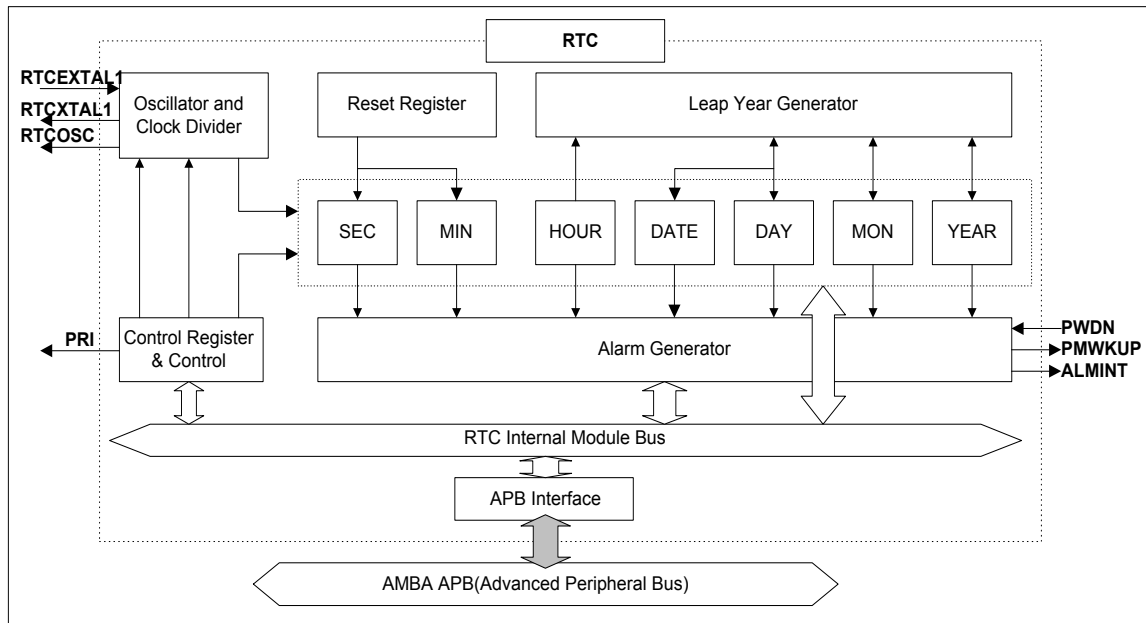 RTC
RTCEXTAL1
RTCXTAL1
RTCOSC
Oscillator and
Clock Divider
Reset Register
Leap Year Generator
SEC
MIN
HOUR
DATE
DAY
MON
YEAR
PRI
Control Register
& Control
Alarm Generator
PWDN
PMWKUP
ALMINT
RTC Internal Module Bus
APB Interface
AMBA APB(Advanced Peripheral Bus)